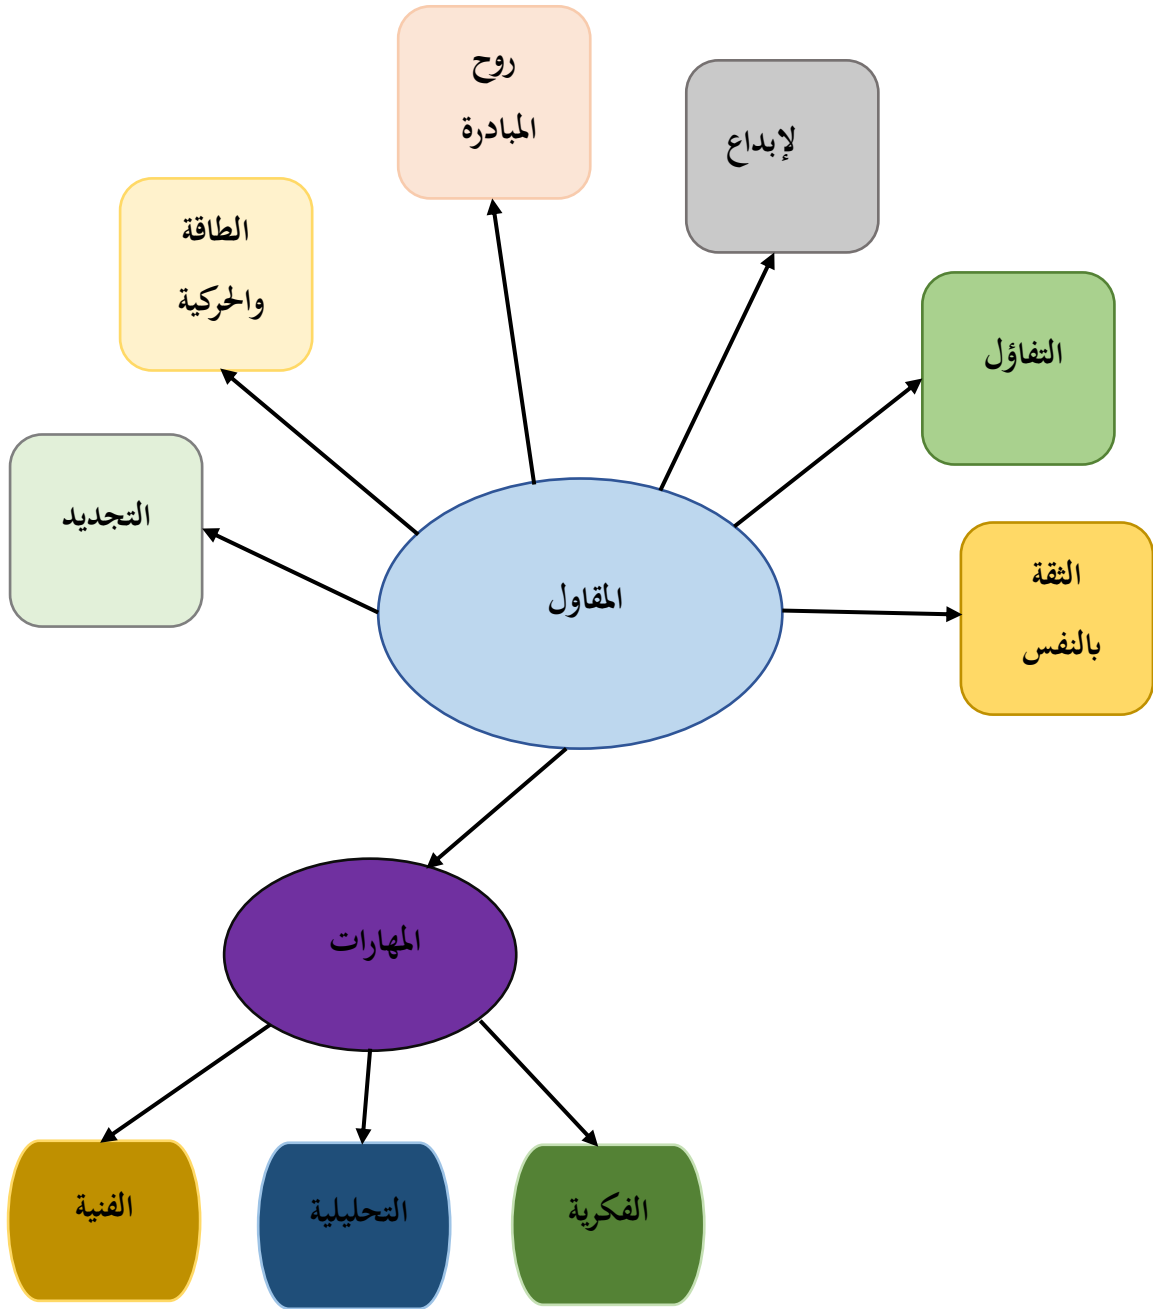 روح
المبادرة
لإبداع
الطاقة
والحركية
التفاؤل
التجديد
الثقة
بالنفس
المقاول
المهارات
الفكرية
التحليلية
الفنية